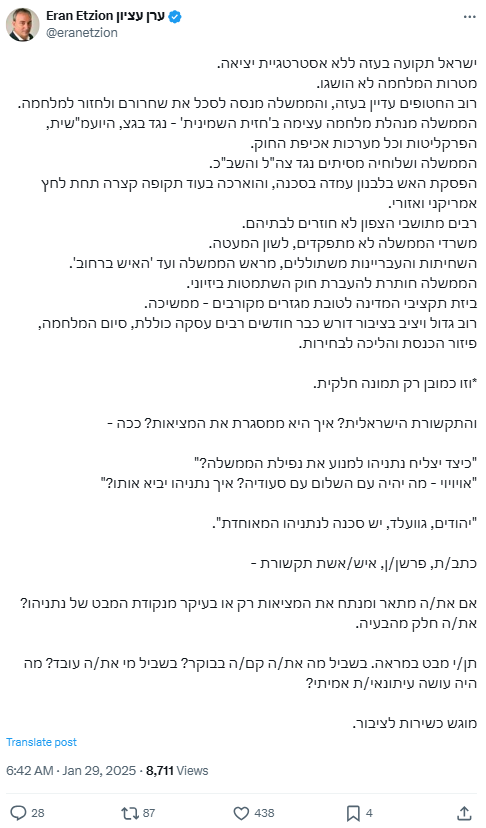 Eran Etzion ערן עציון
@eranetzion
ישראל תקועה בעזה ללא אסטרטגיית יציאה.
מטרות המלחמה לא הושגו.
רוב החטופים עדיין בעזה, והממשלה מנסה לסכל את שחרורם ולחזור למלחמה.
הממשלה מנהלת מלחמה עצימה ב'חזית השמינית' - נגד בגצ, היועמ"שית,
הפרקליטות וכל מערכות אכיפת החוק.
הממשלה ושלוחיה מסיתים נגד צה"ל והשב"כ.
הפסקת האש בלבנון עמדה בסכנה, והוארכה בעוד תקופה קצרה תחת לחץ
אמריקני ואזורי.
רבים מתושבי הצפון לא חוזרים לבתיהם.
משרדי הממשלה לא מתפקדים, לשון המעטה.
השחיתות והעבריינות משתוללים, מראש הממשלה ועד 'האיש ברחוב'.
הממשלה חותרת להעברת חוק השתמטות ביזיוני.
ביזת תקציבי המדינה לטובת מגזרים מקורבים - ממשיכה.
רוב גדול ויציב בציבור דורש כבר חודשים רבים עסקה כוללת, סיום המלחמה,
פיזור הכנסת והליכה לבחירות.
*וזו כמובן רק תמונה חלקית.
והתקשורת הישראלית? איך היא ממסגרת את המציאות? ככה -
"כיצד יצליח נתניהו למנוע את נפילת הממשלה?"
"אויויוי - מה יהיה עם השלום עם סעודיה? איך נתניהו יביא אותו?"
"יהודים, גוועלד, יש סכנה לנתניהו המאוחדת".
כתב/ת, פרשן/ן, איש/אשת תקשורת -
אם את/ה מתאר ומנתח את המציאות רק או בעיקר מנקודת המבט של נתניהו?
את/ה חלק מהבעיה.
תן/י מבט במראה. בשביל מה את/ה קם/ה בבוקר? בשביל מי את/ה עובד? מה
היה עושה עיתונאי/ת אמיתי?
מוגש כשירות לציבור.
Translate post
6:42 AM · Jan 29, 2025 · 8,711 Views
28 87 438 4